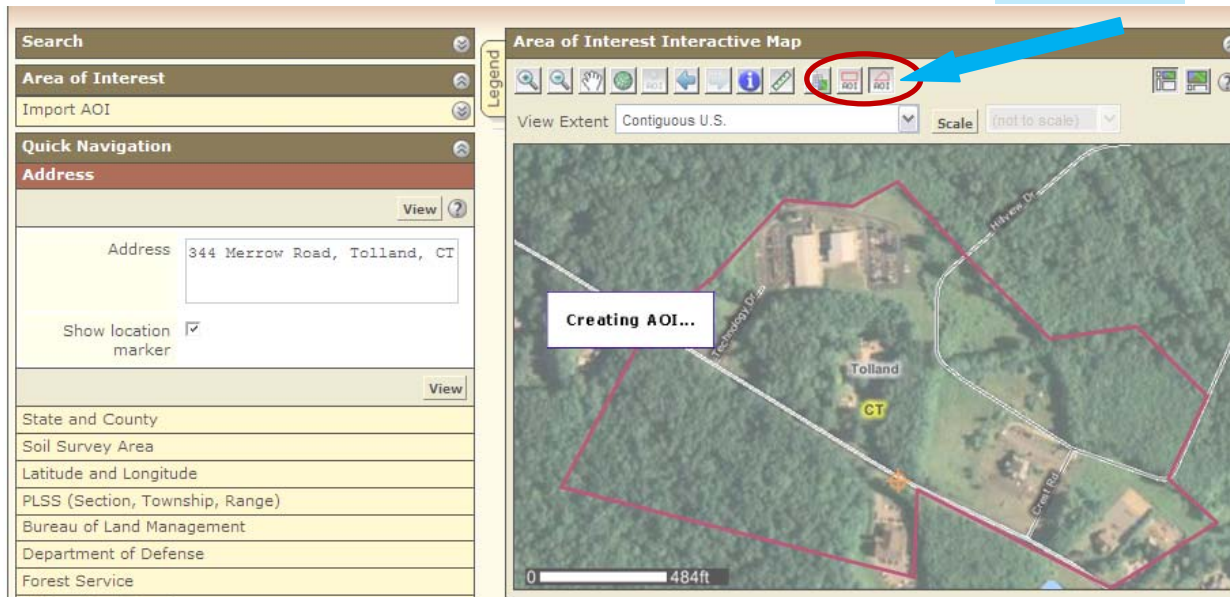 Search
Area of Interest
Import AOI
Quick Navigation
Address
View
Address
344 Merrow Road, Tolland, CT
Show location
marker
View
State and County
Soil Survey Area
Latitude and Longitude
PLSS (Section, Township, Range)
Bureau of Land Management
Department of Defense
Forest Service
Legend
Area of Interest Interactive Map
AOI AOI
View Extent Contiguous U.S. Scale (not to scale)
Hillview Dr
Technology Dr
Creating AOI...
Tolland
CT
Crest Rd
0 484ft